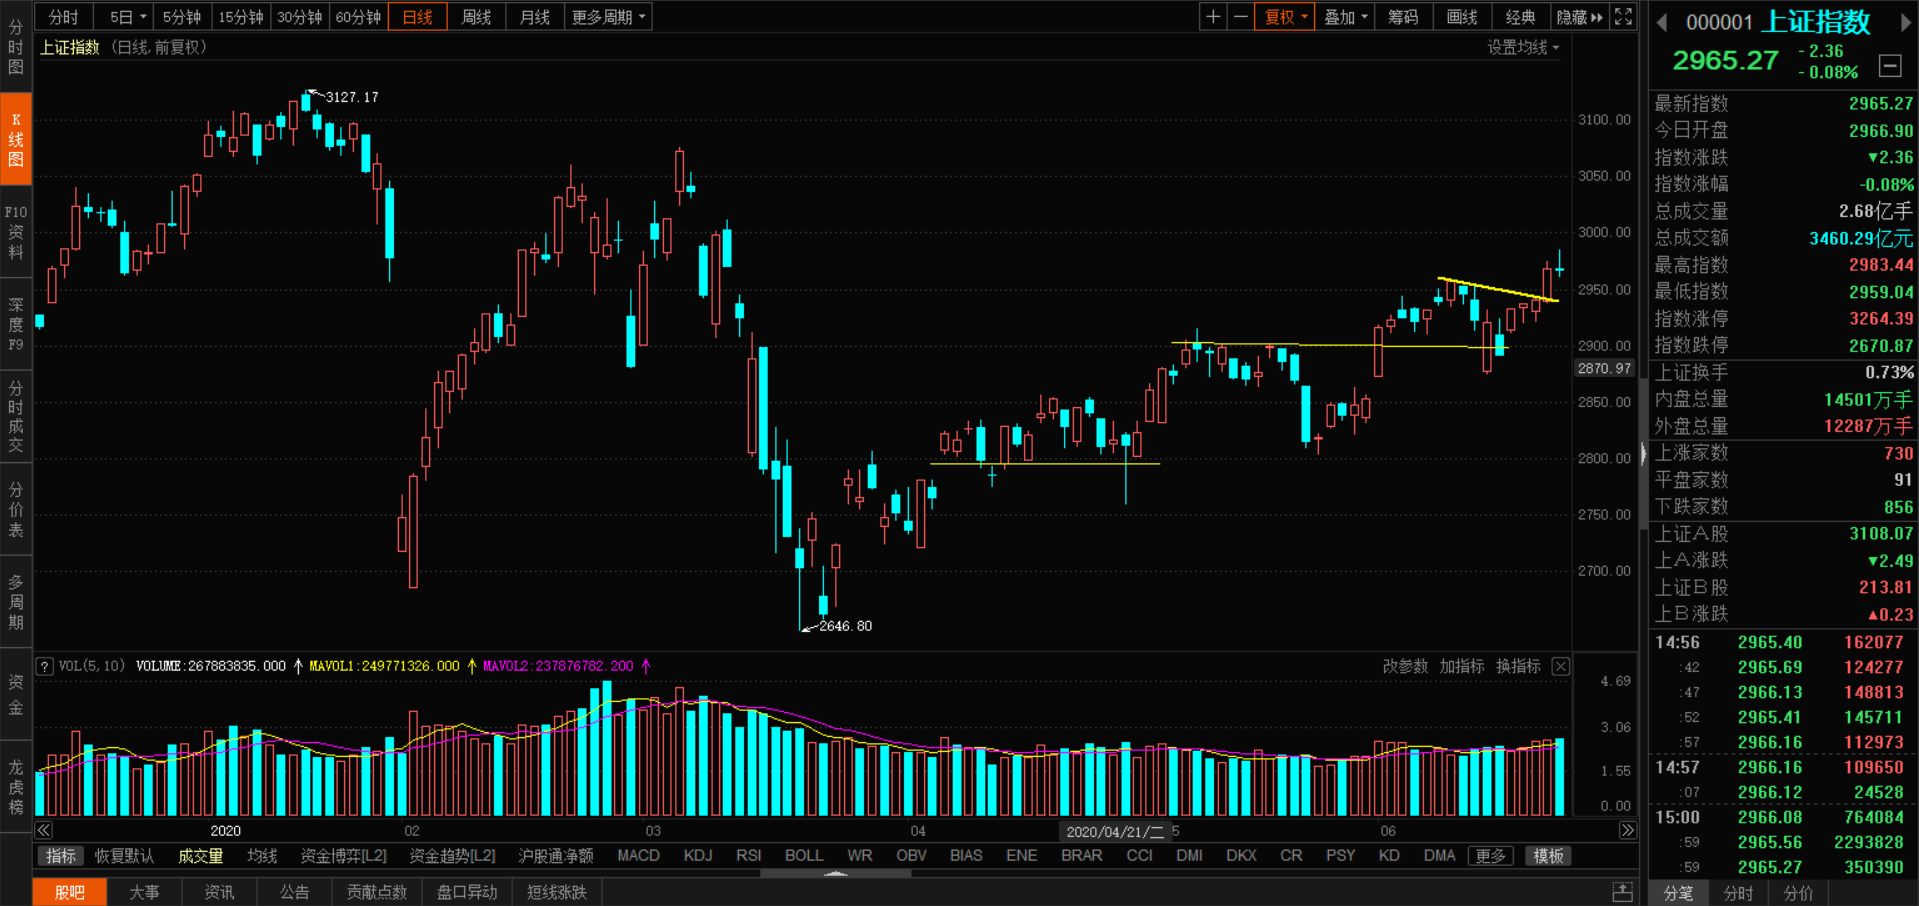 分时 5日 5分钟 15分钟 30分钟 60分钟 日线 周线 月线 更多周期
+ − 复权 叠加 筹码 画线 经典 隐藏
上证指数 (日线,前复权)
设置均线
分时图
K线图
F10资料
深度F9
分时成交
分价表
多周期
资金
龙虎榜
3127.17
2646.80
3100.00
3050.00
3000.00
2950.00
2900.00
2870.97
2850.00
2800.00
2750.00
2700.00
? VOL(5,10) VOLUME:267883835.000 MAVOL1:249771326.000 MAVOL2:237876782.200
改参数 加指标 换指标
4.69
3.06
1.55
0.00
2020 02 03 04 2020/04/21/二 5 06
指标 恢复默认 成交量 均线 资金博弈[L2] 资金趋势[L2] 沪股通净额 MACD KDJ RSI BOLL WR OBV BIAS ENE BRAR CCI DMI DKX CR PSY KD DMA 更多 模板
股吧 大事 资讯 公告 贡献点数 盘口异动 短线涨跌
000001 上证指数
2965.27 -2.36
-0.08%
最新指数 2965.27
今日开盘 2966.90
指数涨跌 ▼2.36
指数涨幅 -0.08%
总成交量 2.68亿手
总成交额 3460.29亿元
最高指数 2983.44
最低指数 2959.04
指数涨停 3264.39
指数跌停 2670.87
上证换手 0.73%
内盘总量 14501万手
外盘总量 12287万手
上涨家数 730
平盘家数 91
下跌家数 856
上证A股 3108.07
上A涨跌 ▼2.49
上证B股 213.81
上B涨跌 ▲0.23
14:56 2965.40 162077
:42 2965.69 124277
:47 2966.13 148813
:52 2965.41 145711
:57 2966.16 112973
14:57 2966.16 109650
:07 2966.12 24528
15:00 2966.08 764084
:59 2965.56 2293828
:59 2965.27 350390
分笔 分时 分价